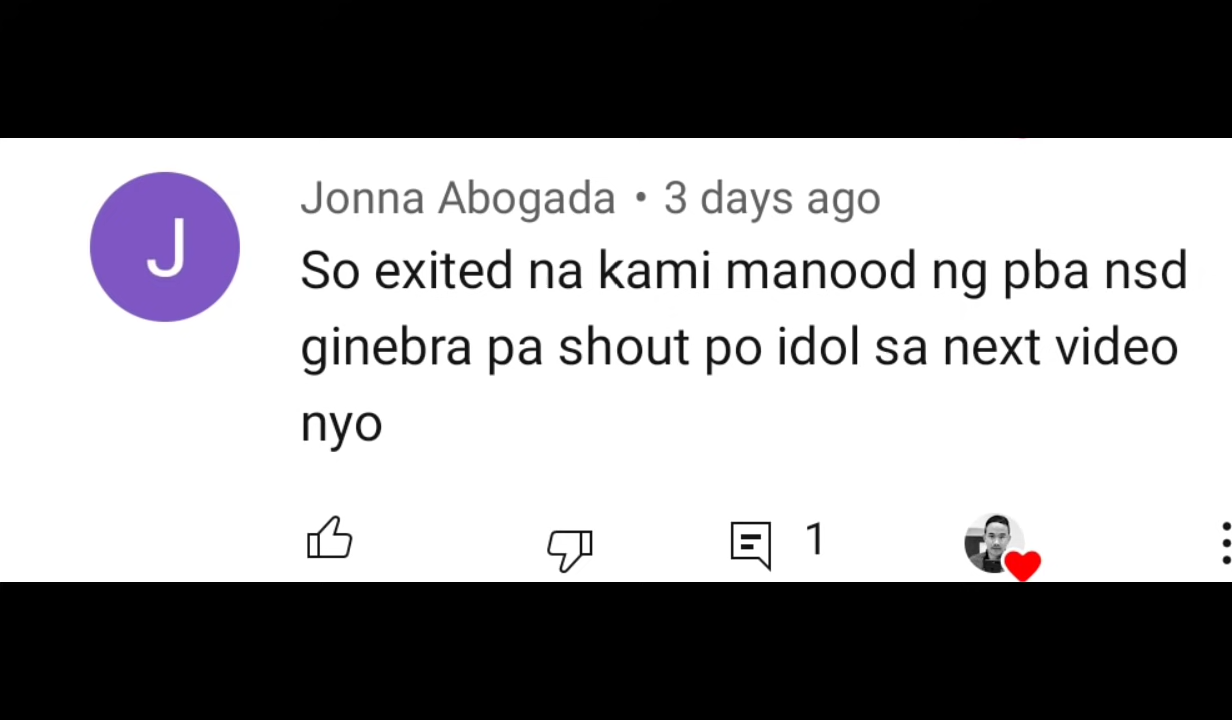 J
Jonna Abogada • 3 days ago
So exited na kami manood ng pba nsd
ginebra pa shout po idol sa next video
nyo
1